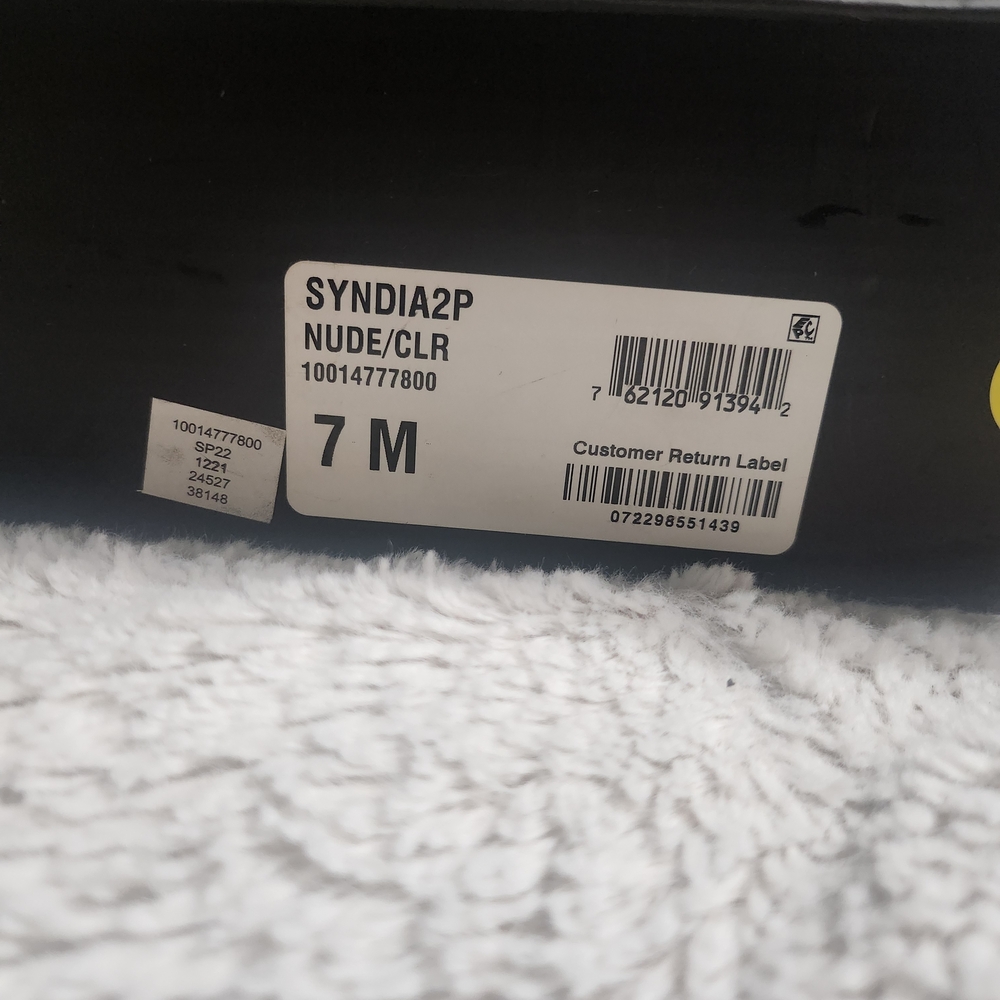 SYNDIA2P
NUDE/CLR
10014777800
7 M
7 62120 91394 2
Customer Return Label
072298551439
10014777800
SP22
1221
24527
38148